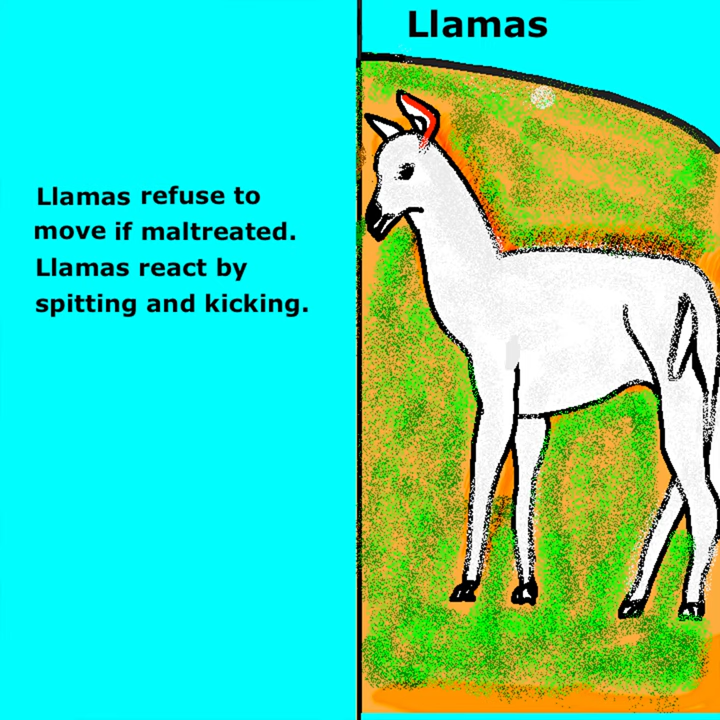 Llamas
Llamas refuse to
move if maltreated.
Llamas react by
spitting and kicking.